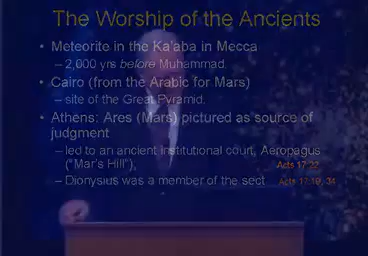 The Worship of the Ancients
• Meteorite in the Ka'aba in Mecca
– 2,000 yrs before Muhammad.
• Cairo (from the Arabic for Mars)
– site of the Great Pyramid.
• Athens: Ares (Mars) pictured as source of
judgment
– led to an ancient institutional court, Aeropagus
("Mar's Hill"), Acts 17:22
– Dionysius was a member of the sect Acts 17:19, 34